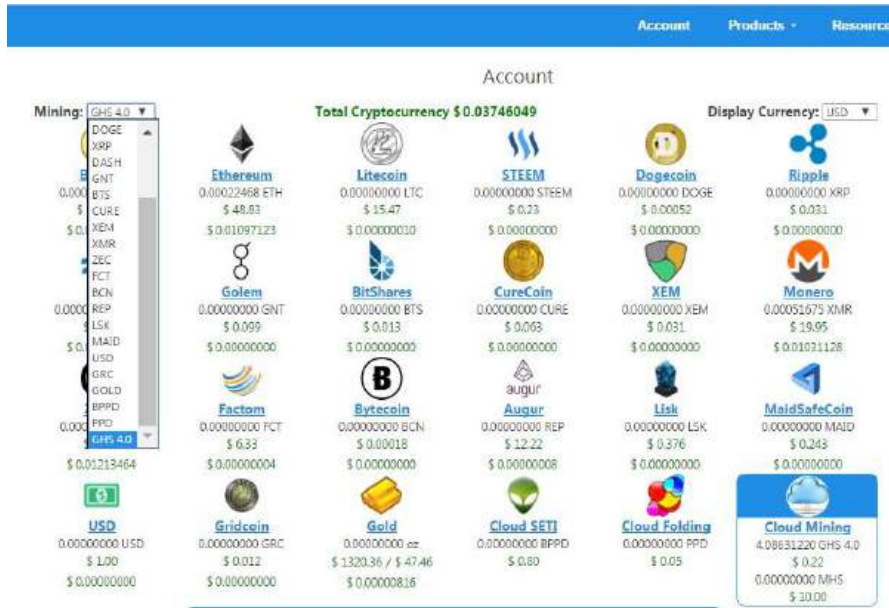 Account Products Resource
Account
Mining: GHS 4.0 Total Cryptocurrency $ 0.03746049 Display Currency: USD
DOGE
XRP
DASH
GNT
BTS
CURE
XEM
XMR
ZEC
FCT
BCN
REP
LSK
MAID
USD
GRC
GOLD
BPPD
PPD
GHS 4.0
Ethereum Litecoin STEEM Dogecoin Ripple
0.00022468 ETH 0.00000000 LTC 0.00000000 STEEM 0.00000000 DOGE 0.00000000 XRP
$ 48.83 $ 15.47 $ 0.23 $ 0.00052 $ 0.031
$ 0.01097123 $ 0.00000010 $ 0.00000000 $ 0.00000000 $ 0.00000000
Golem BitShares CureCoin XEM Monero
0.00000000 GNT 0.00000000 BTS 0.00000000 CURE 0.00000000 XEM 0.00051675 XMR
$ 0.099 $ 0.013 $ 0.063 $ 0.031 $ 19.95
$ 0.00000000 $ 0.00000000 $ 0.00000000 $ 0.00000000 $ 0.01031128
augur
Factom Bytecoin Augur Lisk MaidSafeCoin
0.00000000 FCT 0.00000000 BCN 0.00000000 REP 0.00000000 LSK 0.00000000 MAID
$ 6.33 $ 0.00018 $ 12.22 $ 0.376 $ 0.243
$ 0.01213464 $ 0.00000004 $ 0.00000000 $ 0.00000008 $ 0.00000000 $ 0.00000000
USD Gridcoin Gold Cloud SETI Cloud Folding Cloud Mining
0.00000000 USD 0.00000000 GRC 0.00000000 oz 0.00000000 BPPD 0.00000000 PPD 4.08631220 GHS 4.0
$ 1.00 $ 0.012 $ 1320.36 / $ 47.46 $ 0.80 $ 0.05 $ 0.22
$ 0.00000000 $ 0.00000000 $ 0.00000816 0.00000000 MHS
$ 10.00